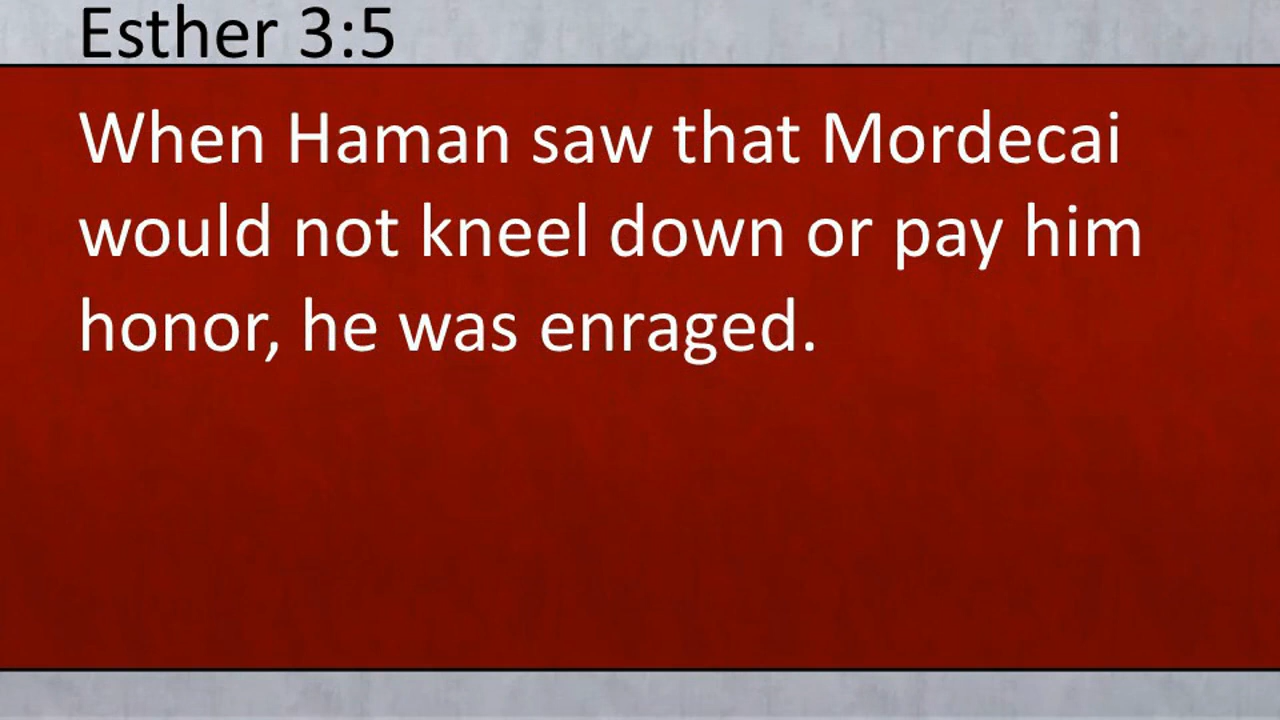 Esther 3:5
When Haman saw that Mordecai
would not kneel down or pay him
honor, he was enraged.